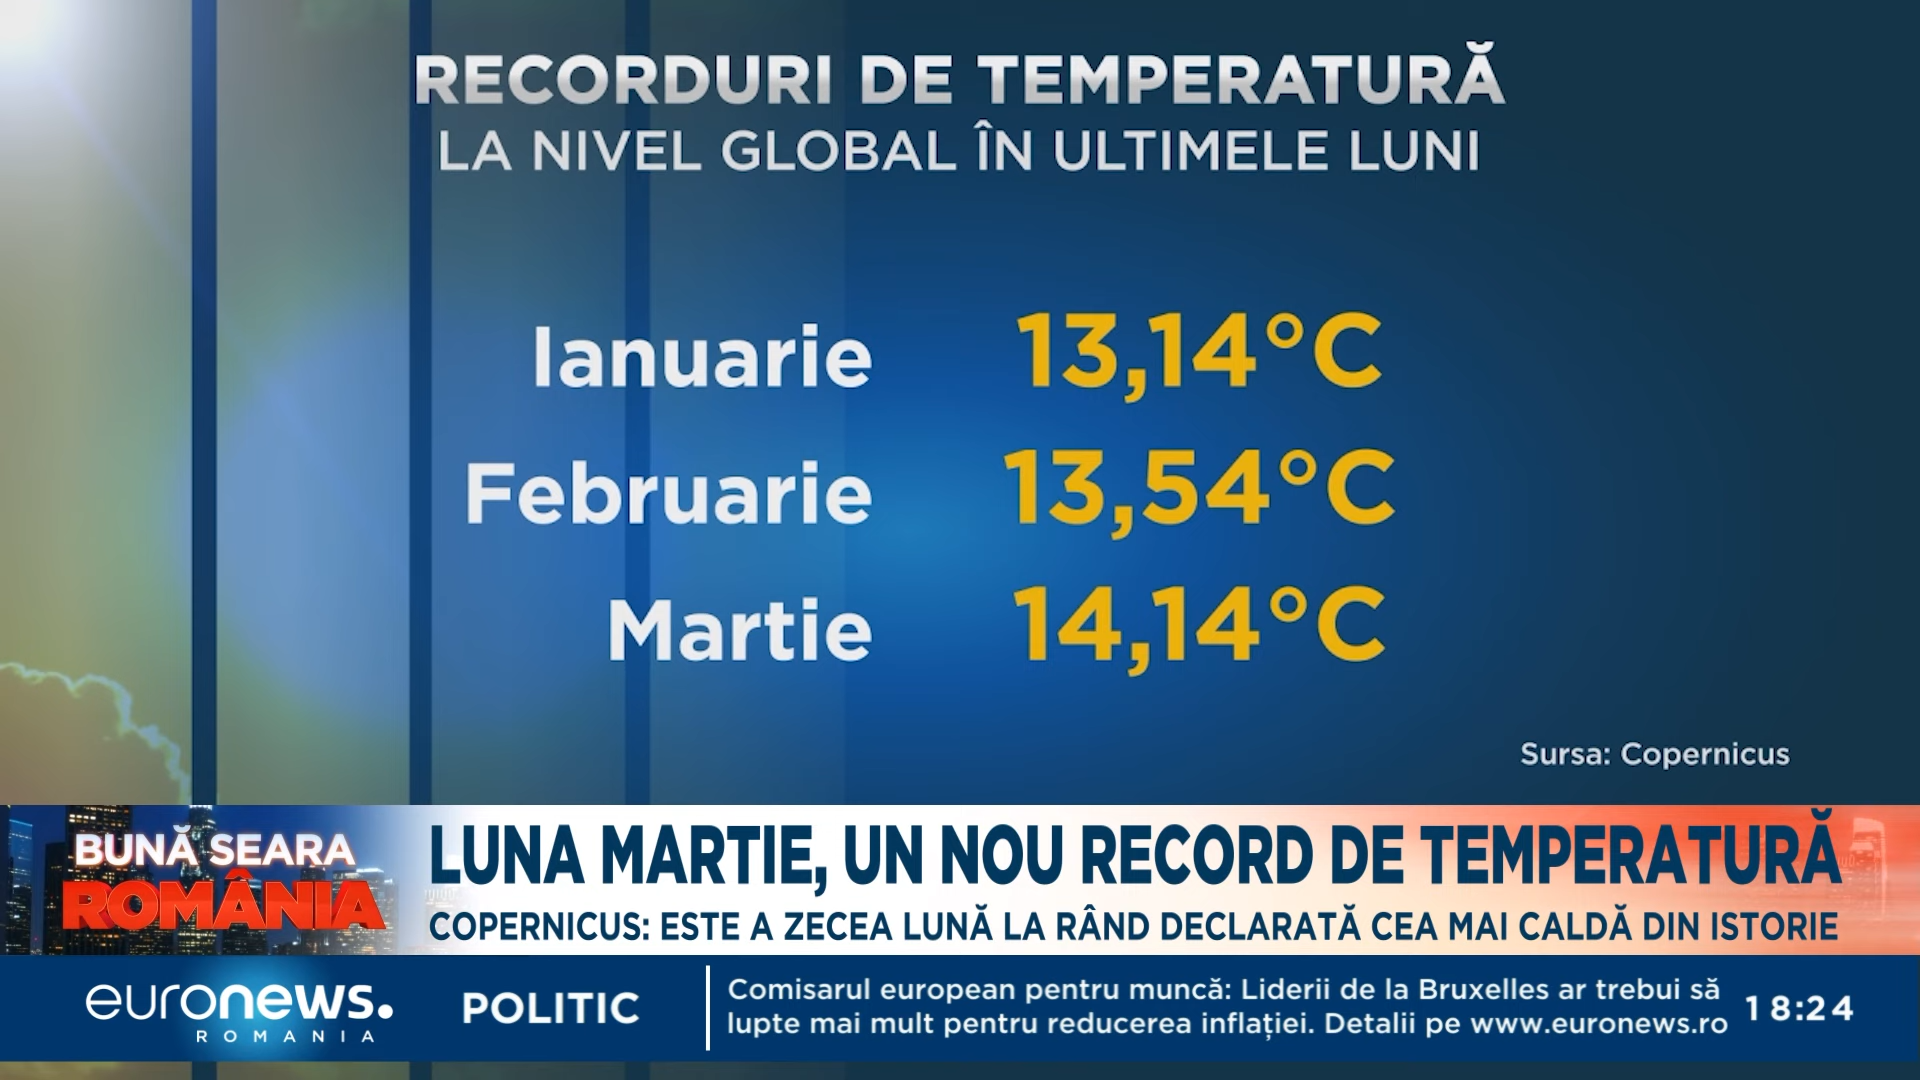 RECORDURI DE TEMPERATURĂ
LA NIVEL GLOBAL ÎN ULTIMELE LUNI
Ianuarie 13,14°C
Februarie 13,54°C
Martie 14,14°C
Sursa: Copernicus
BUNĂ SEARA
ROMÂNIA
LUNA MARTIE, UN NOU RECORD DE TEMPERATURĂ
COPERNICUS: ESTE A ZECEA LUNĂ LA RÂND DECLARATĂ CEA MAI CALDĂ DIN ISTORIE
euronews.
ROMANIA
POLITIC
Comisarul european pentru muncă: Liderii de la Bruxelles ar trebui să
lupte mai mult pentru reducerea inflației. Detalii pe www.euronews.ro
18:24